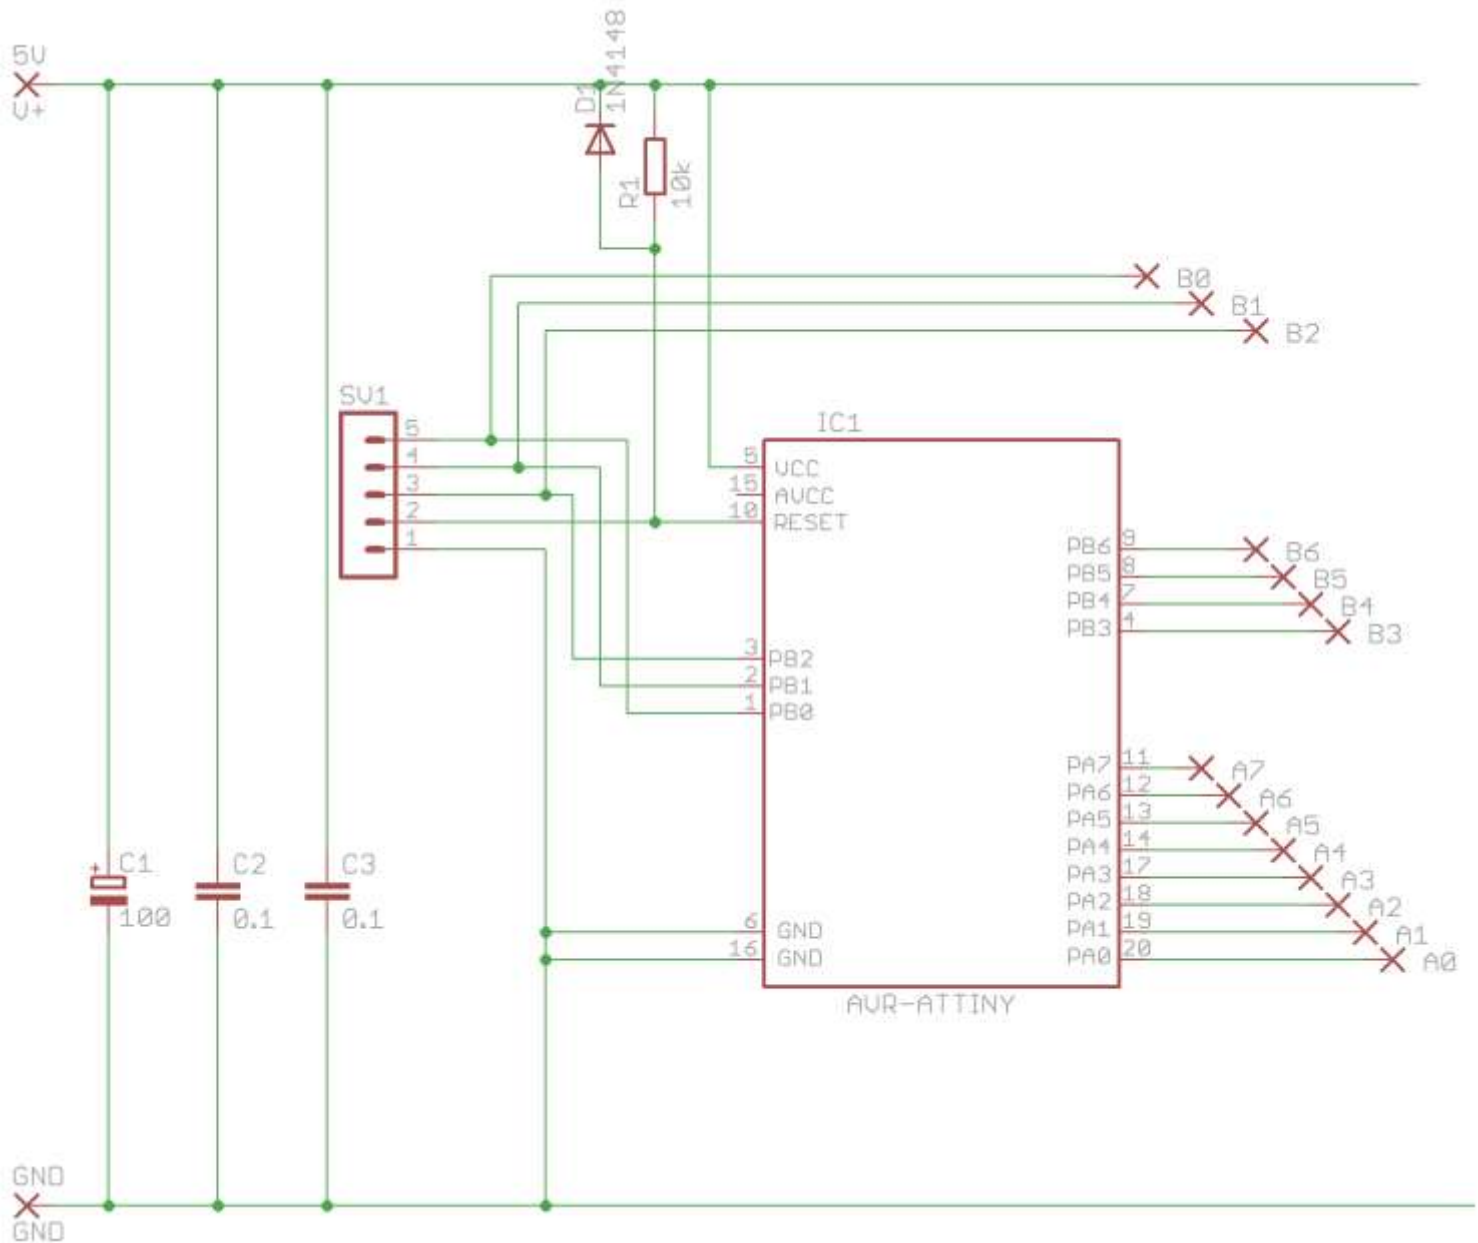 1N4148
D1
5V
V+
R1
10k
B0
B1
B2
SV1
5
4
3
2
1
IC1
5 VCC
15 AVCC
10 RESET
PB6 9 B6
PB5 8 B5
PB4 7 B4
PB3 4 B3
3 PB2
2 PB1
1 PB0
PA7 11 A7
PA6 12 A6
PA5 13 A5
PA4 14 A4
PA3 17 A3
PA2 18 A2
PA1 19 A1
PA0 20 A0
+ C1
100
C2
0.1
C3
0.1
6 GND
16 GND
AVR-ATTINY
GND
GND